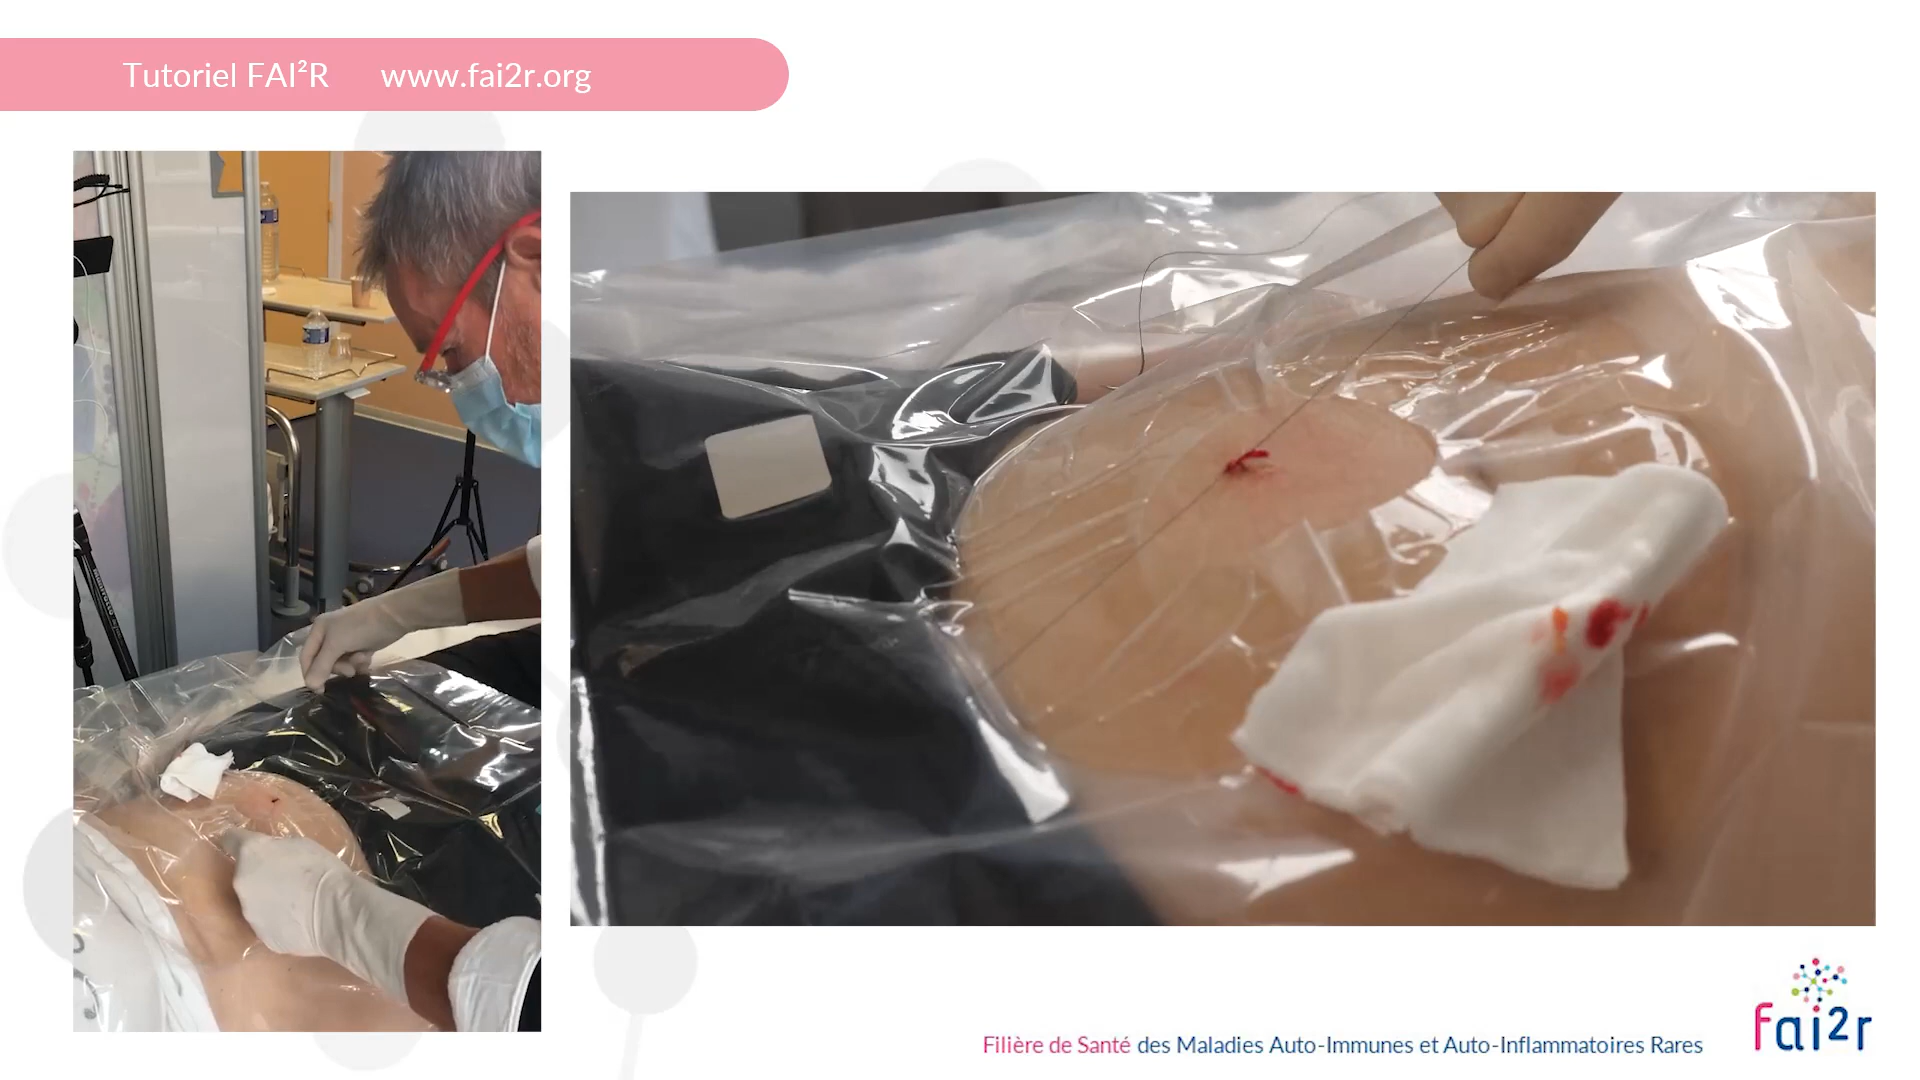 Tutoriel FAI²R www.fai2r.org
fai2r
Filière de Santé des Maladies Auto-Immunes et Auto-Inflammatoires Rares